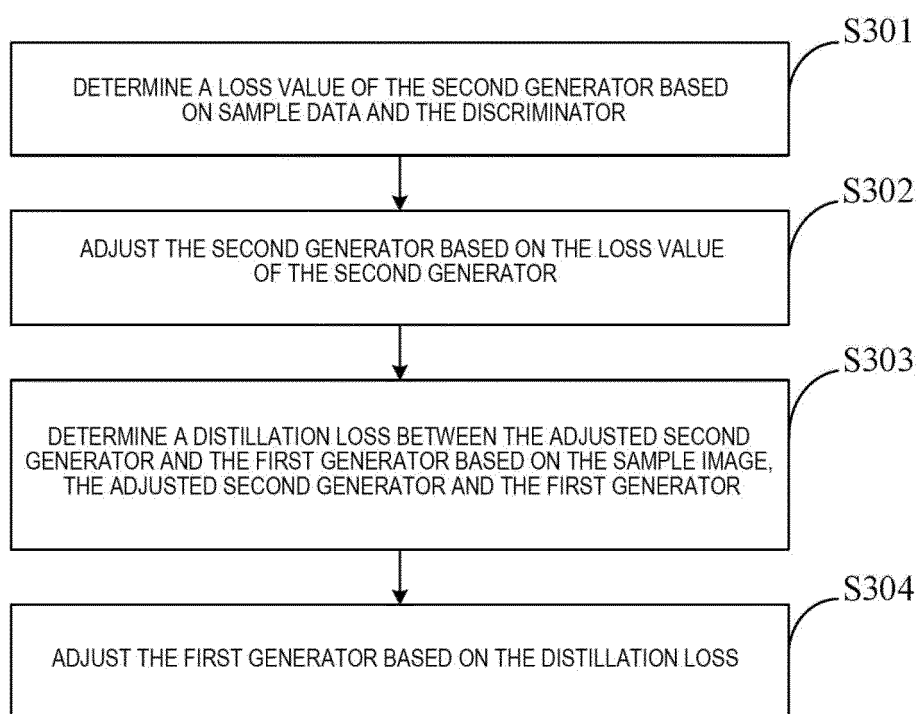 S301
DETERMINE A LOSS VALUE OF THE SECOND GENERATOR BASED
ON SAMPLE DATA AND THE DISCRIMINATOR
S302
ADJUST THE SECOND GENERATOR BASED ON THE LOSS VALUE
OF THE SECOND GENERATOR
S303
DETERMINE A DISTILLATION LOSS BETWEEN THE ADJUSTED SECOND
GENERATOR AND THE FIRST GENERATOR BASED ON THE SAMPLE IMAGE,
THE ADJUSTED SECOND GENERATOR AND THE FIRST GENERATOR
S304
ADJUST THE FIRST GENERATOR BASED ON THE DISTILLATION LOSS